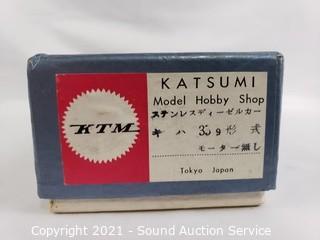 KATSUMI
Model Hobby Shop
ステンレスディーゼルカー
KTM
キハ 3 9形式
モーター無し
Tokyo Japan
Copyright 2021 - Sound Auction Service